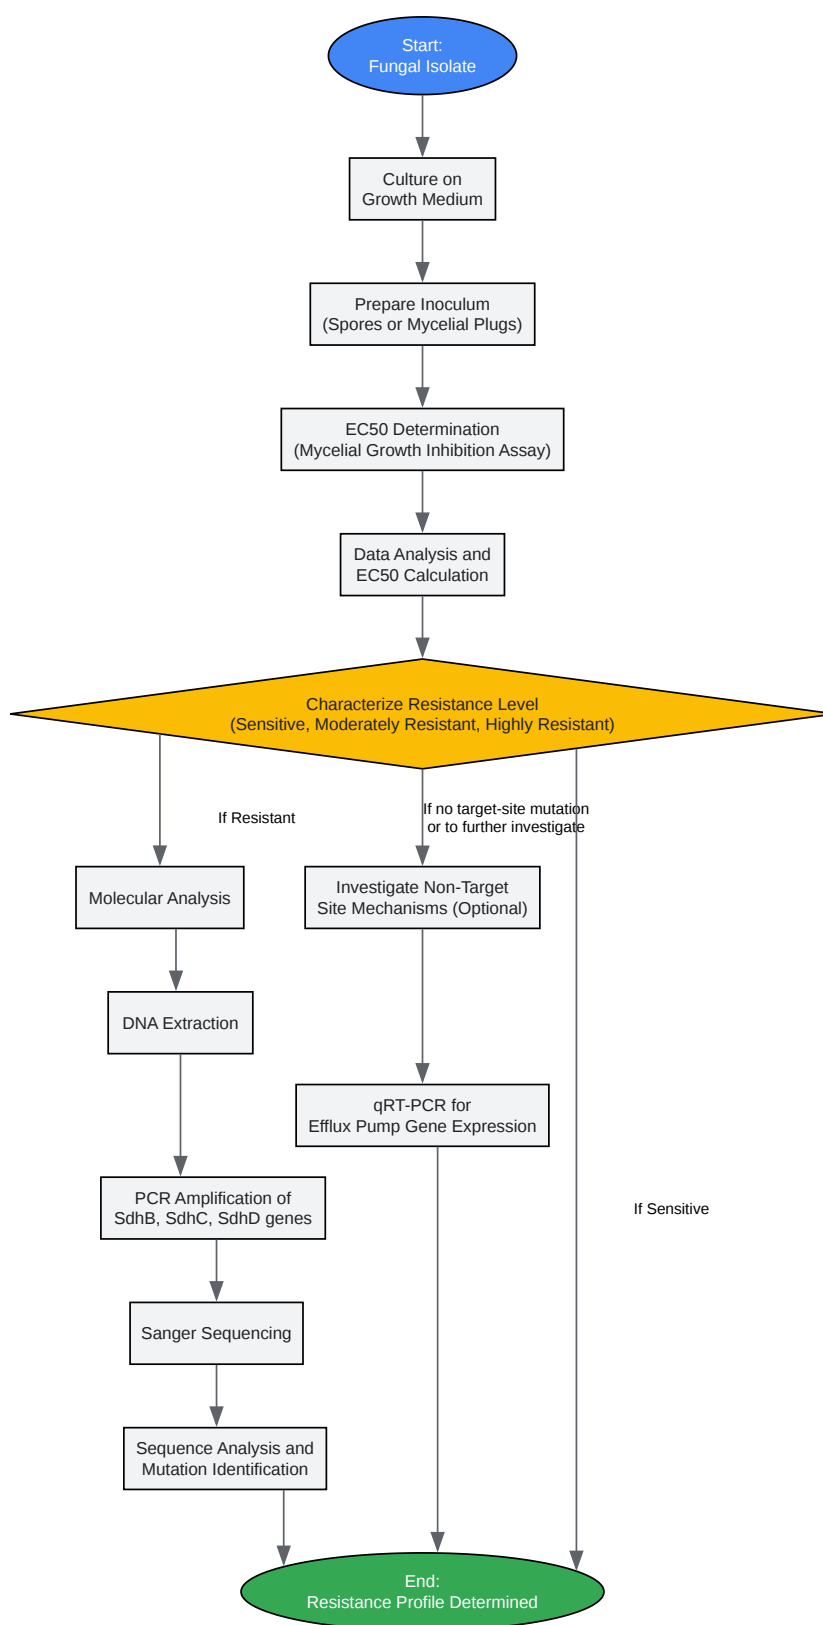 Start:
Fungal Isolate
Culture on
Growth Medium
Prepare Inoculum
(Spores or Mycelial Plugs)
EC50 Determination
(Mycelial Growth Inhibition Assay)
Data Analysis and
EC50 Calculation
Characterize Resistance Level
(Sensitive, Moderately Resistant, Highly Resistant)
If Resistant
If no target-site mutation
or to further investigate
Molecular Analysis
Investigate Non-Target
Site Mechanisms (Optional)
DNA Extraction
qRT-PCR for
Efflux Pump Gene Expression
PCR Amplification of
SdhB, SdhC, SdhD genes
If Sensitive
Sanger Sequencing
Sequence Analysis and
Mutation Identification
End:
Resistance Profile Determined